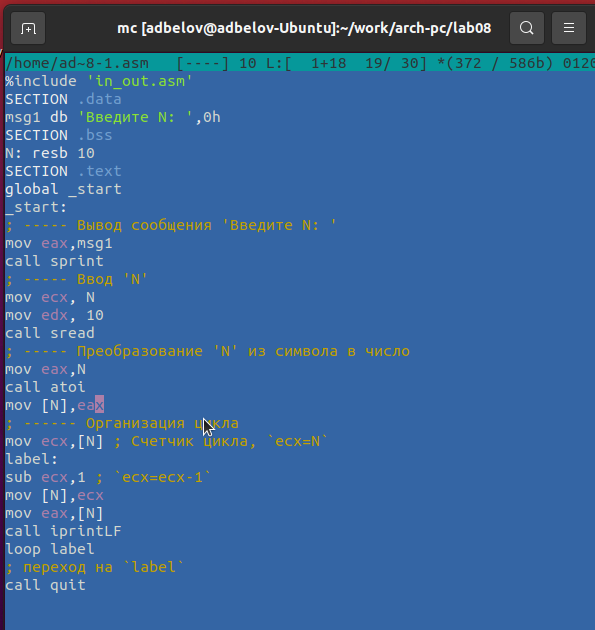 mc [adbelov@adbelov-Ubuntu]:~/work/arch-pc/lab08
/home/ad~8-1.asm   [----] 10 L:[  1+18  19/ 30] *(372 / 586b) 0120
%include 'in_out.asm'
SECTION .data
msg1 db 'Введите N: ',0h
SECTION .bss
N: resb 10
SECTION .text
global _start
_start:
; ----- Вывод сообщения 'Введите N: '
mov eax,msg1
call sprint
; ----- Ввод 'N'
mov ecx, N
mov edx, 10
call sread
; ----- Преобразование 'N' из символа в число
mov eax,N
call atoi
mov [N],eax
; ------ Организация цикла
mov ecx,[N] ; Счетчик цикла, `ecx=N`
label:
sub ecx,1 ; `ecx=ecx-1`
mov [N],ecx
mov eax,[N]
call iprintLF
loop label
; переход на `label`
call quit